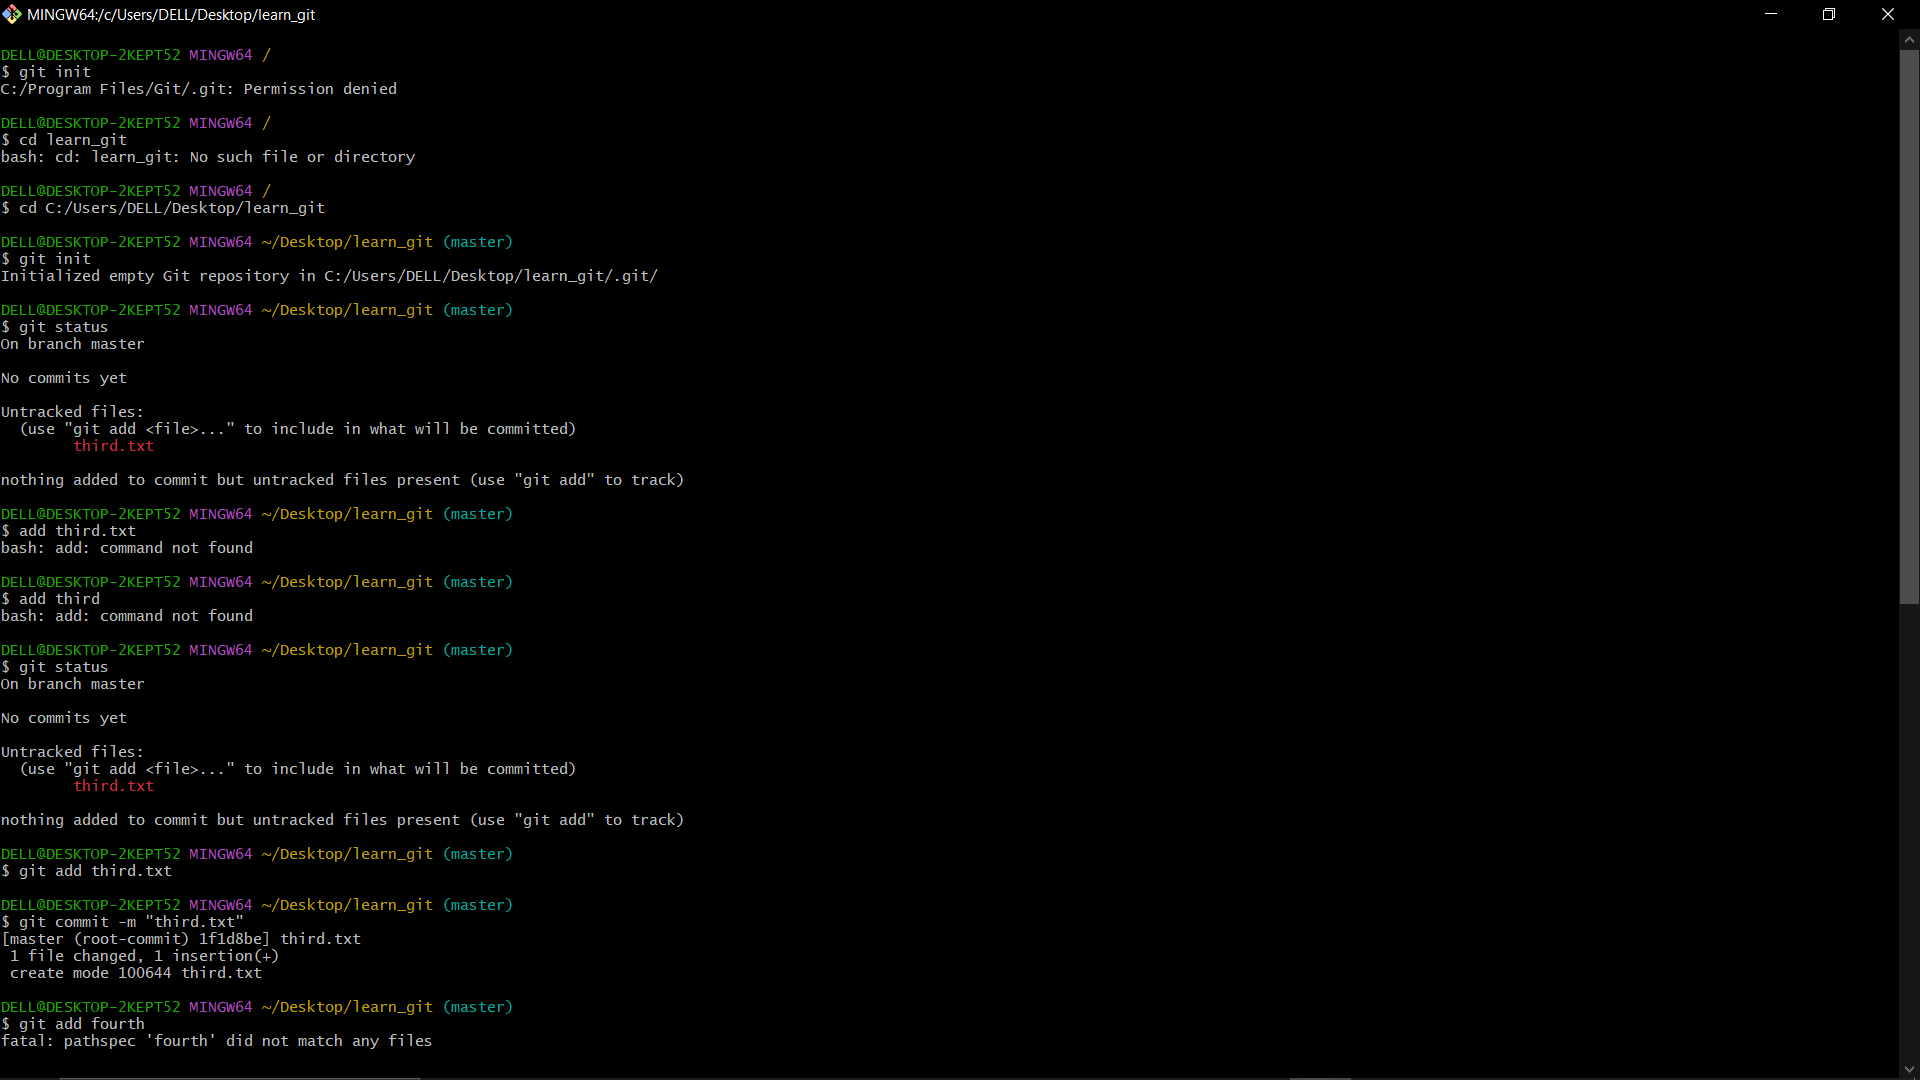 MINGW64:/c/Users/DELL/Desktop/learn_git
DELL@DESKTOP-2KEPT52 MINGW64 /
$ git init
C:/Program Files/Git/.git: Permission denied
DELL@DESKTOP-2KEPT52 MINGW64 /
$ cd learn_git
bash: cd: learn_git: No such file or directory
DELL@DESKTOP-2KEPT52 MINGW64 /
$ cd C:/Users/DELL/Desktop/learn_git
DELL@DESKTOP-2KEPT52 MINGW64 ~/Desktop/learn_git (master)
$ git init
Initialized empty Git repository in C:/Users/DELL/Desktop/learn_git/.git/
DELL@DESKTOP-2KEPT52 MINGW64 ~/Desktop/learn_git (master)
$ git status
On branch master
No commits yet
Untracked files:
  (use "git add <file>..." to include in what will be committed)
        third.txt
nothing added to commit but untracked files present (use "git add" to track)
DELL@DESKTOP-2KEPT52 MINGW64 ~/Desktop/learn_git (master)
$ add third.txt
bash: add: command not found
DELL@DESKTOP-2KEPT52 MINGW64 ~/Desktop/learn_git (master)
$ add third
bash: add: command not found
DELL@DESKTOP-2KEPT52 MINGW64 ~/Desktop/learn_git (master)
$ git status
On branch master
No commits yet
Untracked files:
  (use "git add <file>..." to include in what will be committed)
        third.txt
nothing added to commit but untracked files present (use "git add" to track)
DELL@DESKTOP-2KEPT52 MINGW64 ~/Desktop/learn_git (master)
$ git add third.txt
DELL@DESKTOP-2KEPT52 MINGW64 ~/Desktop/learn_git (master)
$ git commit -m "third.txt"
[master (root-commit) 1f1d8be] third.txt
 1 file changed, 1 insertion(+)
 create mode 100644 third.txt
DELL@DESKTOP-2KEPT52 MINGW64 ~/Desktop/learn_git (master)
$ git add fourth
fatal: pathspec 'fourth' did not match any files